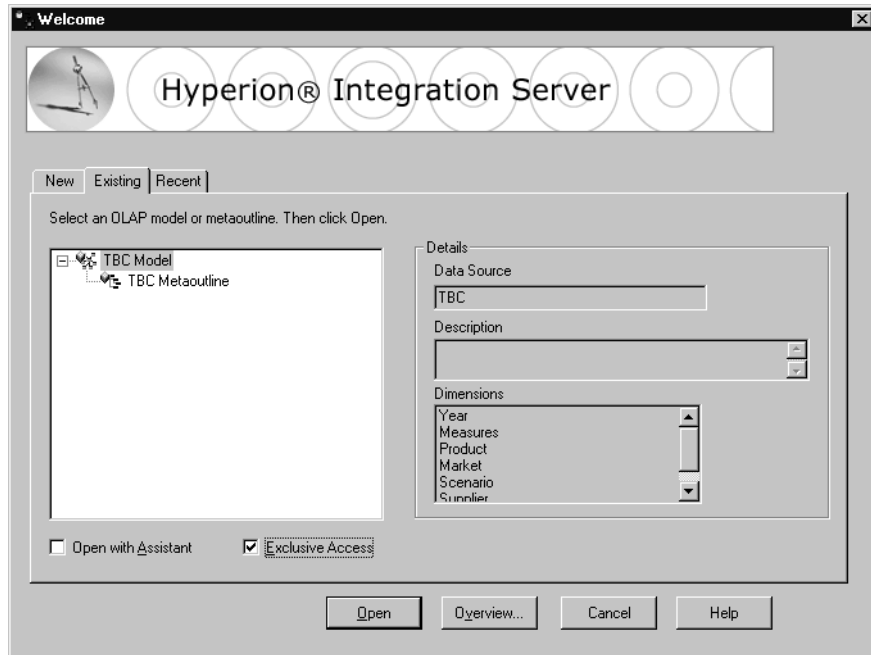 Welcome
Hyperion® Integration Server
New Existing Recent
Select an OLAP model or metaoutline. Then click Open.
TBC Model
TBC Metaoutline
Details
Data Source
TBC
Description
Dimensions
Year
Measures
Product
Market
Scenario
Supplier
Open with Assistant
Exclusive Access
Open Overview... Cancel Help